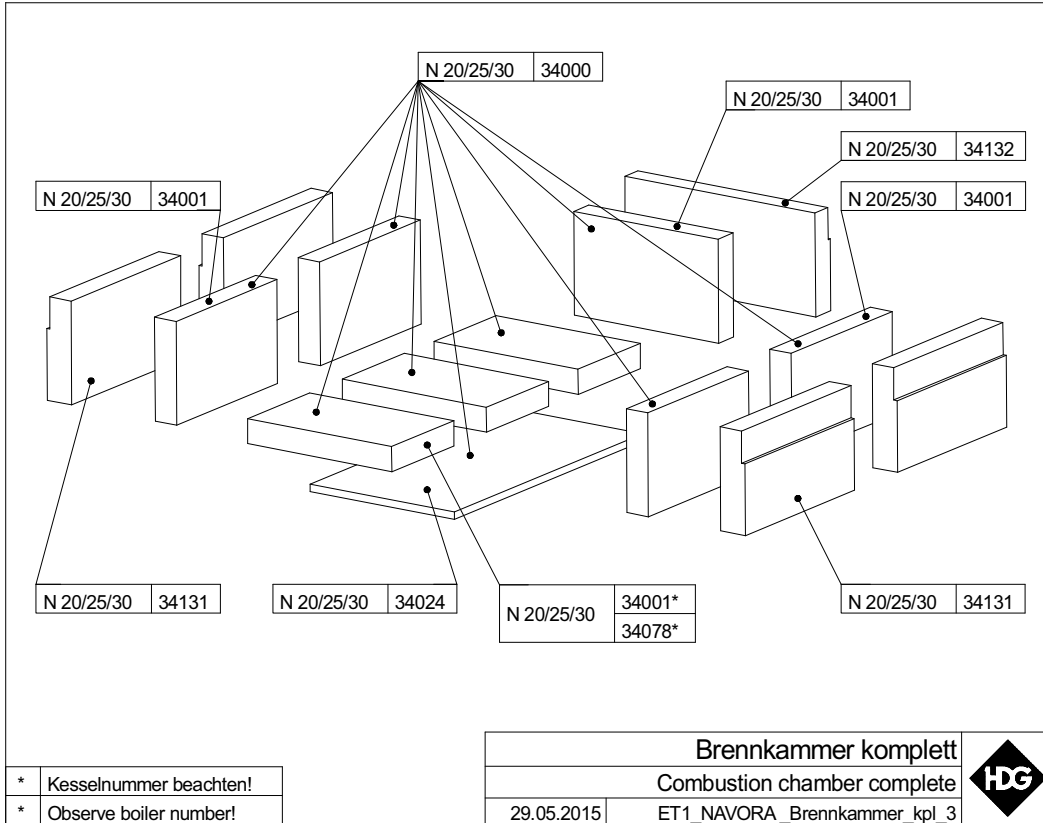 N 20/25/30 34000
N 20/25/30 34001
N 20/25/30 34132
N 20/25/30 34001
N 20/25/30 34001
N 20/25/30 34131
N 20/25/30 34024
N 20/25/30 34001*
34078*
N 20/25/30 34131
* Kesselnummer beachten!
* Observe boiler number!
Brennkammer komplett
Combustion chamber complete
29.05.2015 ET1_NAVORA_Brennkammer_kpl_3
HDG